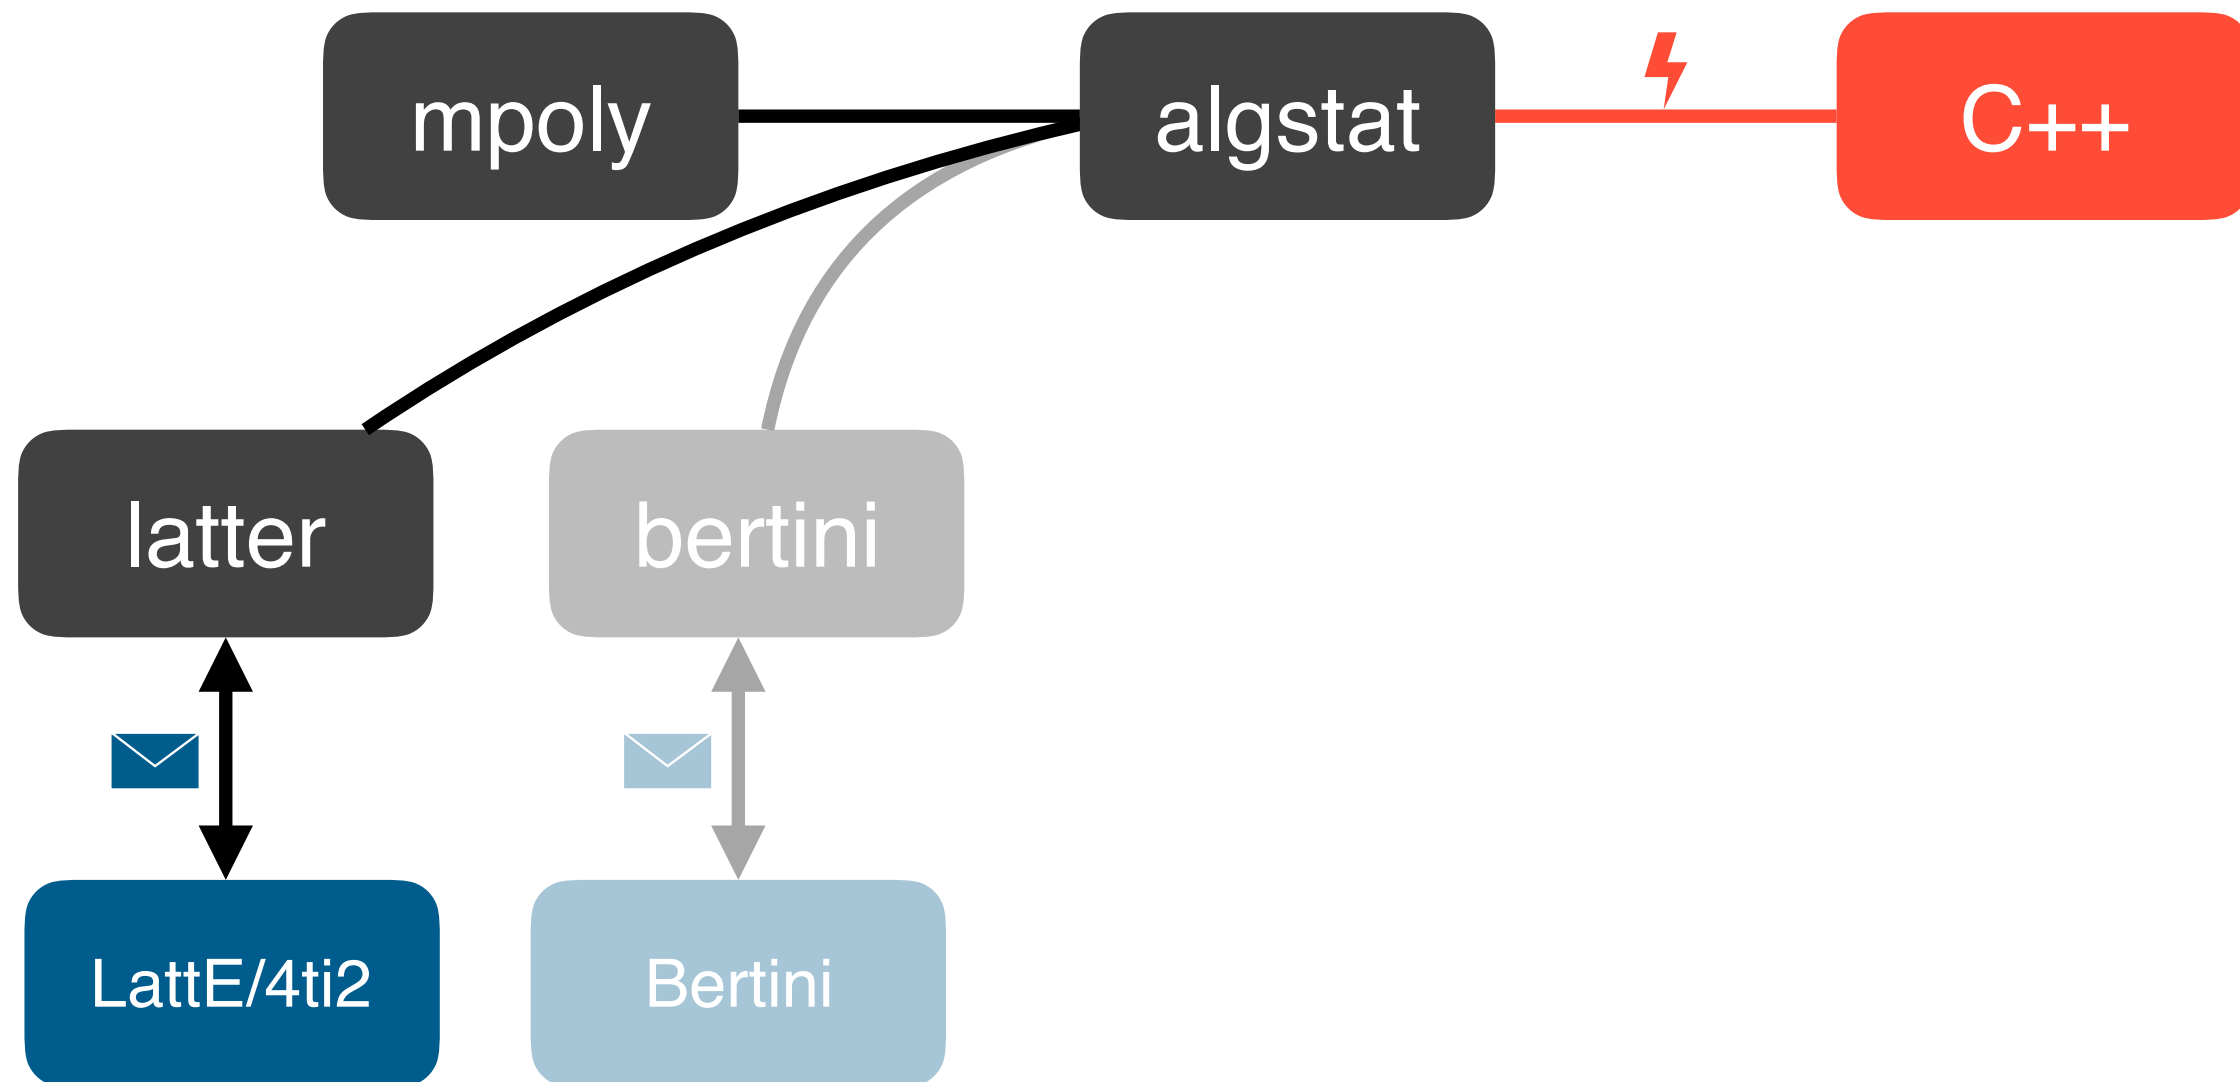 mpoly
algstat
C++
latter
bertini
LattE/4ti2
Bertini